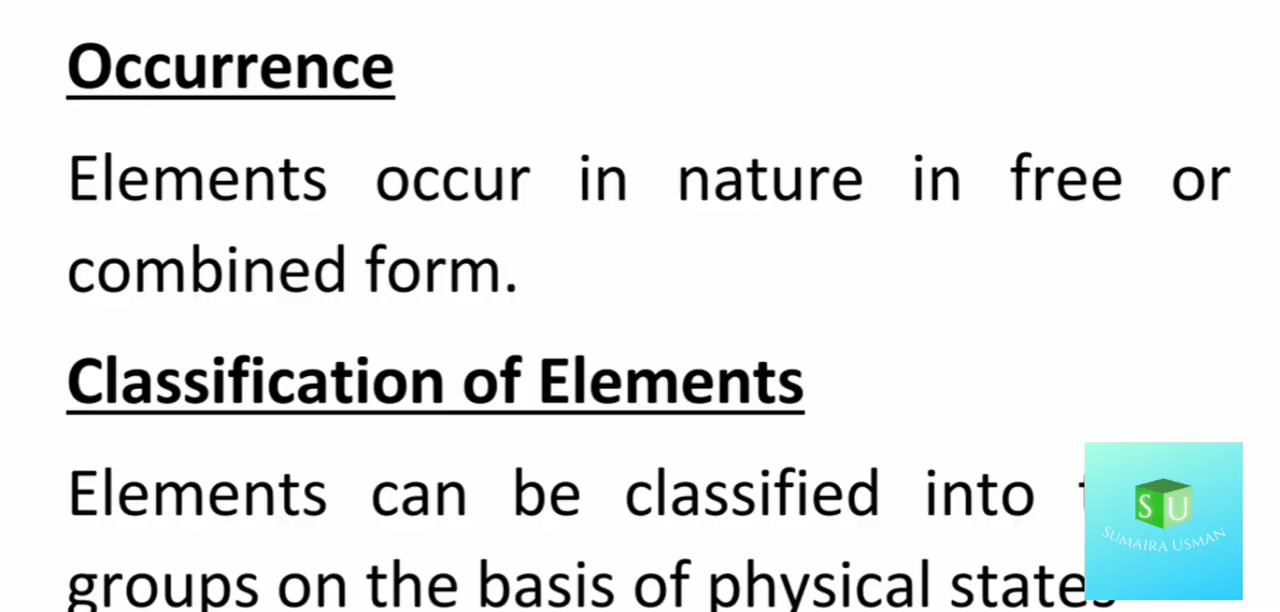 Occurrence
Elements occur in nature in free or
combined form.
Classification of Elements
Elements can be classified into
groups on the basis of physical states
S U
SUMAIRA USMAN